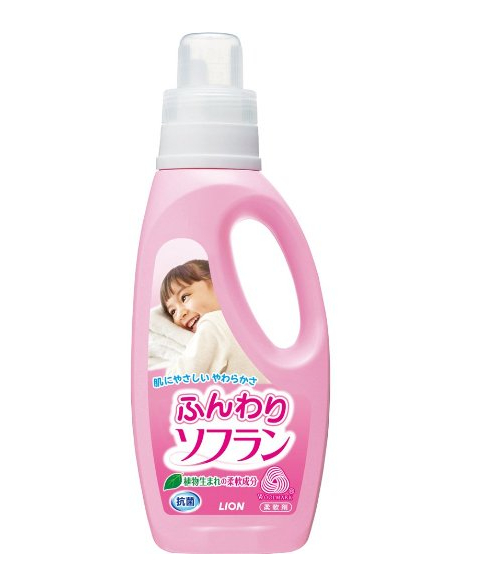 肌にやさしい やわらかさ
ふんわり
ソフラン
植物生まれの柔軟成分
抗菌
WOOLMARK
LION
柔軟剤